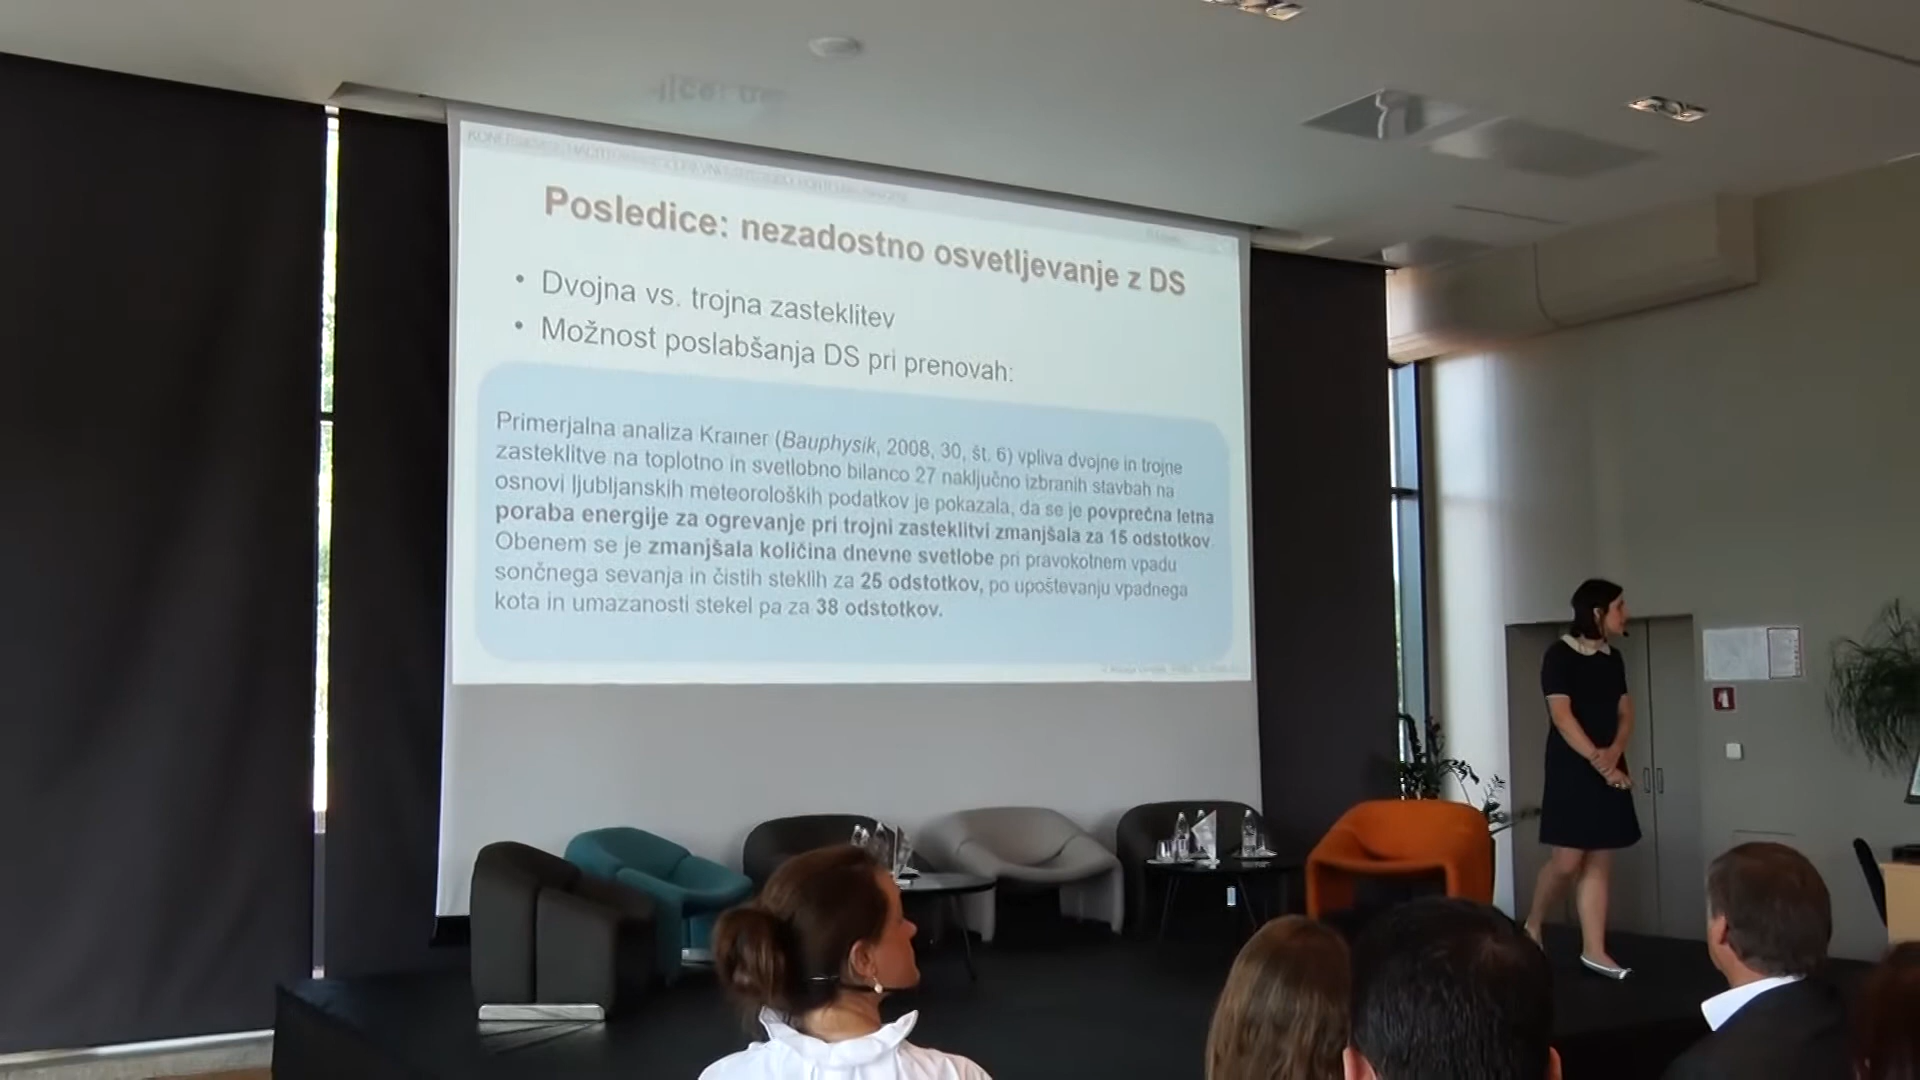 Posledice: nezadostno osvetljevanje z DS
• Dvojna vs. trojna zasteklitev
• Možnost poslabšanja DS pri prenovah:
Primerjalna analiza Krainer (Bauphysik, 2008, 30, št. 6) vpliva dvojne in trojne
zasteklitve na toplotno in svetlobno bilanco 27 naključno izbranih stavbah na
osnovi ljubljanskih meteoroloških podatkov je pokazala, da se je povprečna letna
poraba energije za ogrevanje pri trojni zasteklitvi zmanjšala za 15 odstotkov.
Obenem se je zmanjšala količina dnevne svetlobe pri pravokotnem vpadu
sončnega sevanja in čistih steklih za 25 odstotkov, po upoštevanju vpadnega
kota in umazanosti stekel pa za 38 odstotkov.